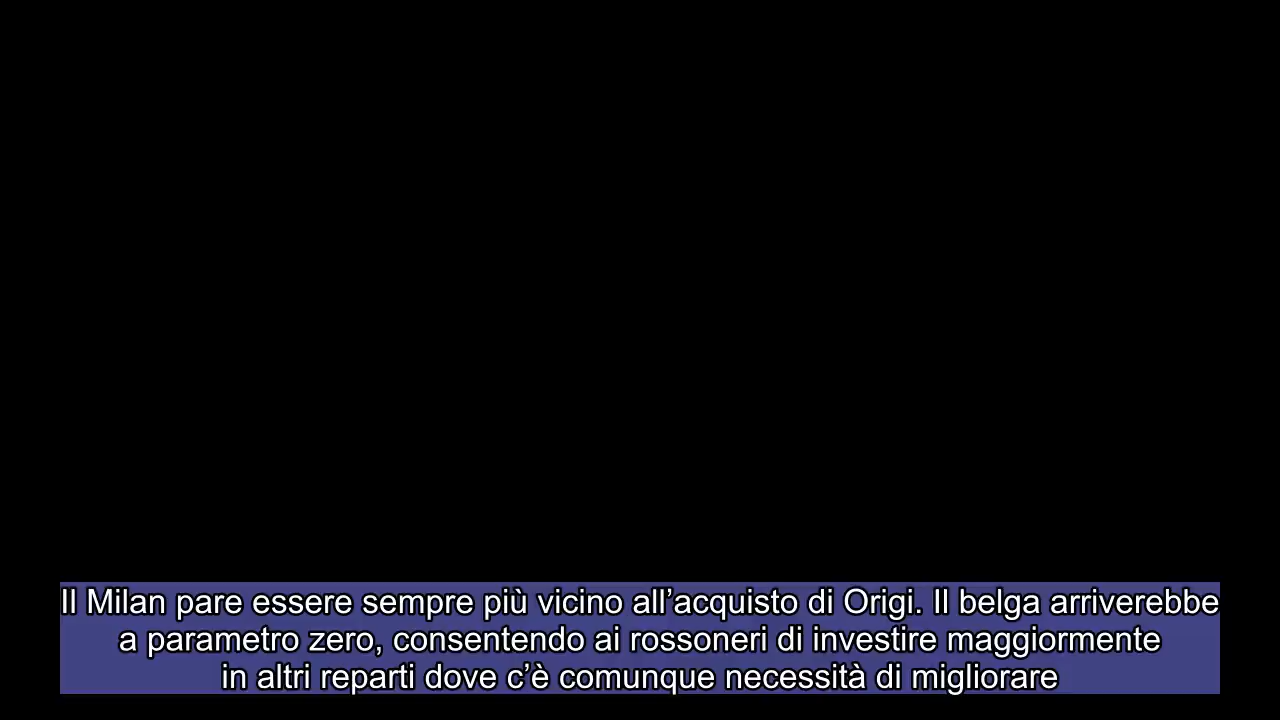 Il Milan pare essere sempre più vicino all’acquisto di Origi. Il belga arriverebbe
a parametro zero, consentendo ai rossoneri di investire maggiormente
in altri reparti dove c’è comunque necessità di migliorare